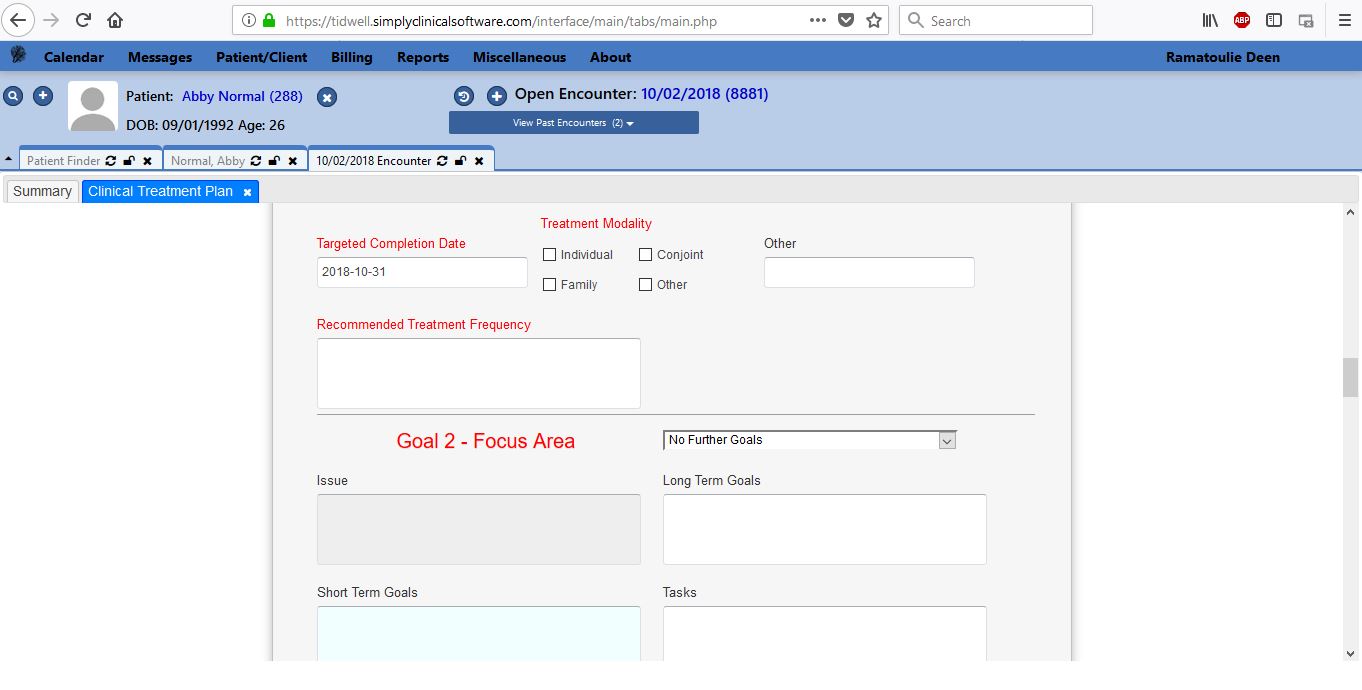 https://tidwell.simplyclinicalsoftware.com/interface/main/tabs/main.php
Search
ABP
Calendar Messages Patient/Client Billing Reports Miscellaneous About Ramatoulie Deen
Patient: Abby Normal (288)
Open Encounter: 10/02/2018 (8881)
DOB: 09/01/1992 Age: 26
View Past Encounters (2)
Patient Finder Normal, Abby 10/02/2018 Encounter
Summary Clinical Treatment Plan
Treatment Modality
Targeted Completion Date
Other
Individual Conjoint
2018-10-31
Family Other
Recommended Treatment Frequency
Goal 2 - Focus Area No Further Goals
Issue Long Term Goals
Short Term Goals Tasks